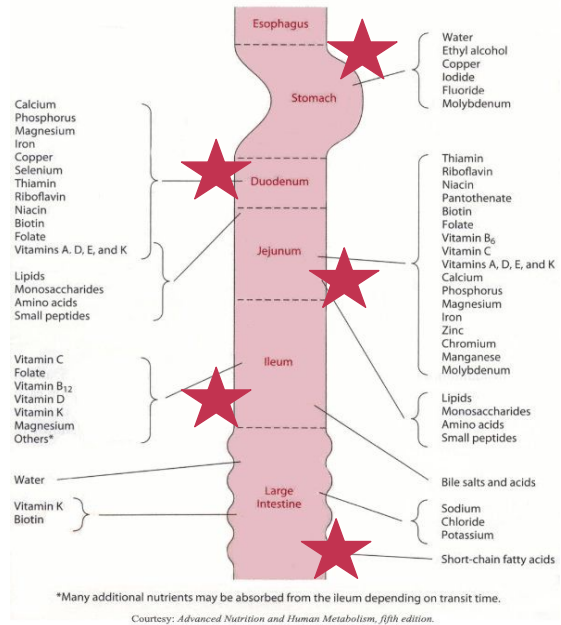 Esophagus
Stomach
Water
Ethyl alcohol
Copper
Iodide
Fluoride
Molybdenum
Calcium
Phosphorus
Magnesium
Iron
Copper
Selenium
Thiamin
Riboflavin
Niacin
Biotin
Folate
Vitamins A. D, E, and K
Lipids
Monosaccharides
Amino acids
Small peptides
Duodenum
Jejunum
Thiamin
Riboflavin
Niacin
Pantothenate
Biotin
Folate
Vitamin B6
Vitamin C
Vitamins A, D, E, and K
Calcium
Phosphorus
Magnesium
Iron
Zinc
Chromium
Manganese
Molybdenum
Lipids
Monosaccharides
Amino acids
Small peptides
Vitamin C
Folate
Vitamin B12
Vitamin D
Vitamin K
Magnesium
Others*
Ileum
Bile salts and acids
Water
Vitamin K
Biotin
Large
Intestine
Sodium
Chloride
Potassium
Short-chain fatty acids
*Many additional nutrients may be absorbed from the ileum depending on transit time.
Courtesy: Advanced Nutrition and Human Metabolism, fifth edition.